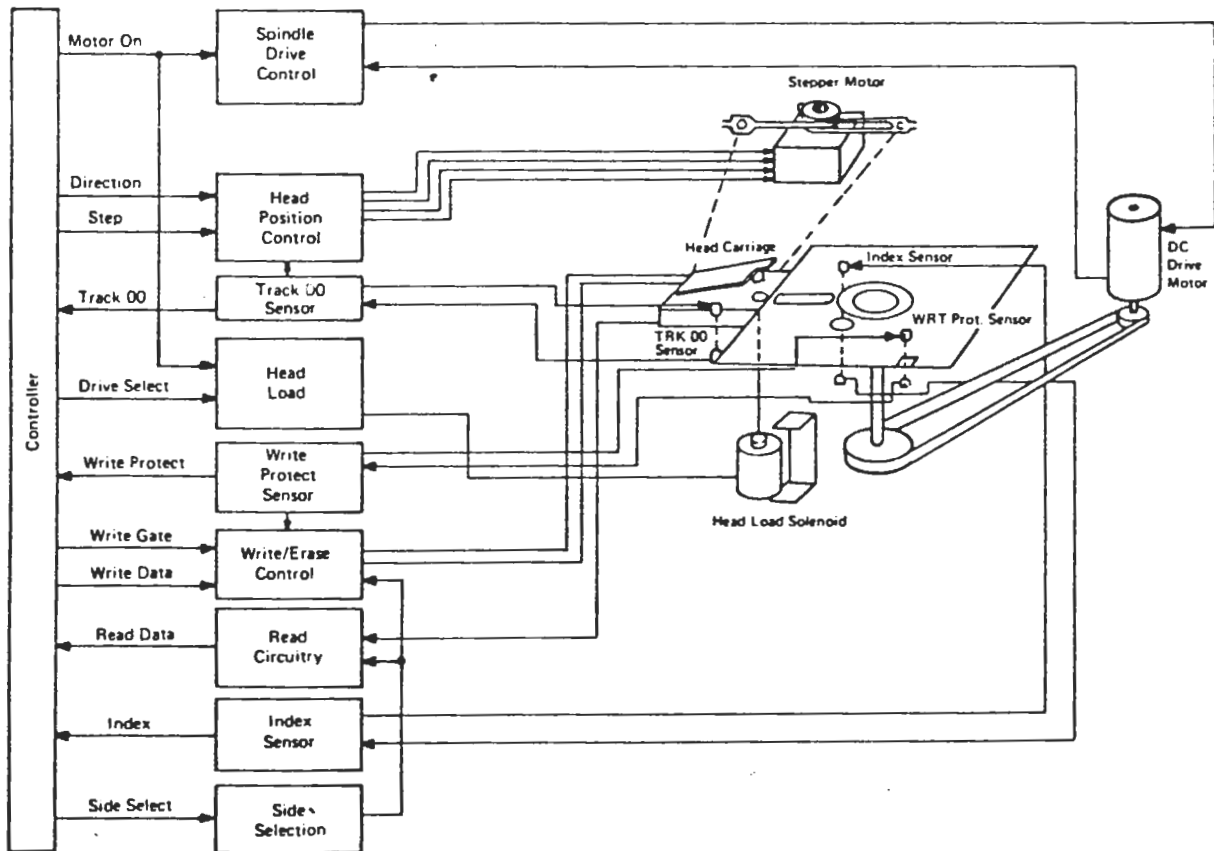 Controller
Motor On
Spindle
Drive
Control
Stepper Motor
Direction
Step
Head
Position
Control
DC
Drive
Motor
Head Carriage
Index Sensor
Track 00
Track 00
Sensor
TRK 00
Sensor
WRT Prot. Sensor
Drive Select
Head
Load
Write Protect
Write
Protect
Sensor
Head Load Solenoid
Write Gate
Write Data
Write/Erase
Control
Read Data
Read
Circuitry
Index
Index
Sensor
Side Select
Side
Selection